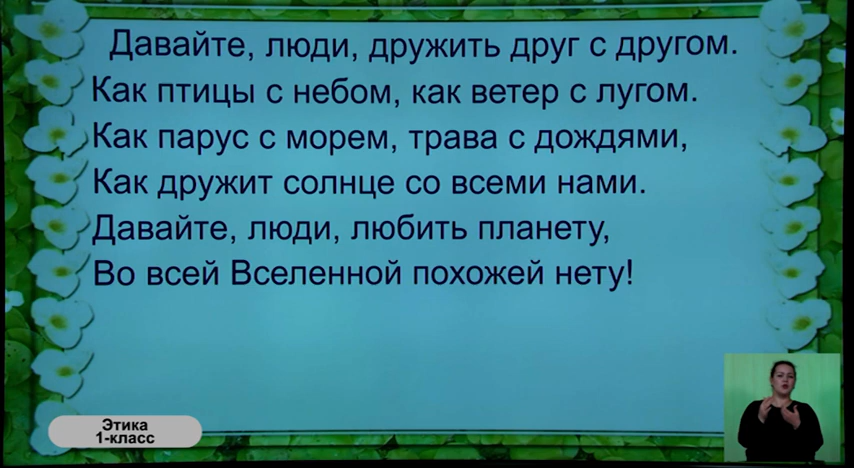 Давайте, люди, дружить друг с другом.
Как птицы с небом, как ветер с лугом.
Как парус с морем, трава с дождями,
Как дружит солнце со всеми нами.
Давайте, люди, любить планету,
Во всей Вселенной похожей нету!
Этика
1-класс